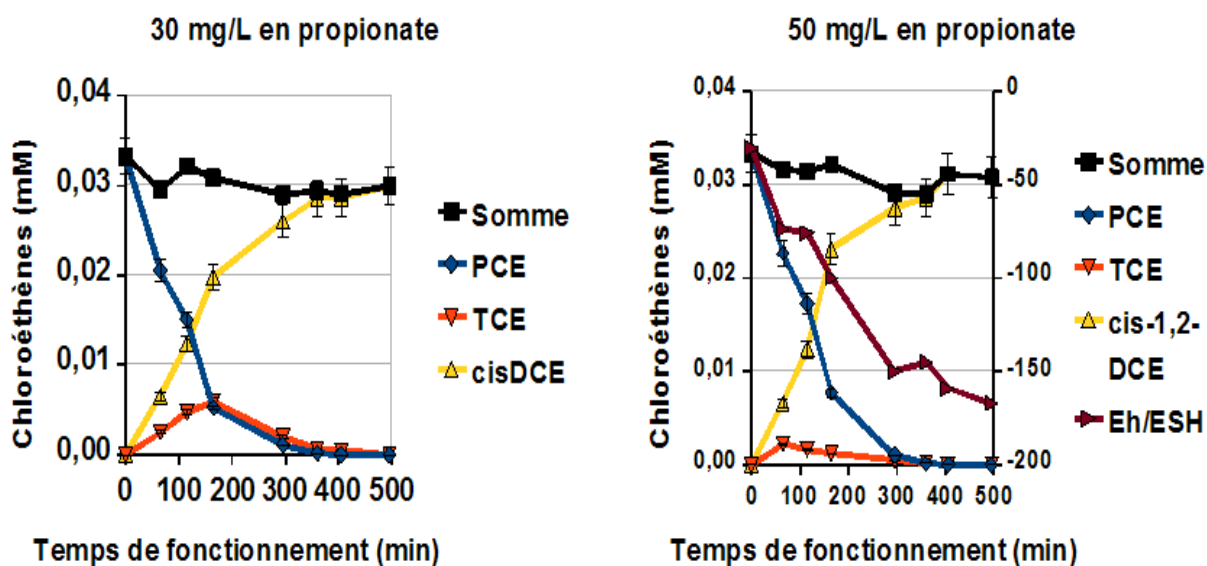 30 mg/L en propionate
0,04
0,03
0,02
0,01
0,00
Chloroéthènes (mM)
0 100 200 300 400 500
Temps de fonctionnement (min)
Somme
PCE
TCE
cisDCE
50 mg/L en propionate
0,04
0,03
0,02
0,01
0,00
Chloroéthènes (mM)
0
-50
-100
-150
-200
0 100 200 300 400 500
Temps de fonctionnement (min)
Somme
PCE
TCE
cis-1,2-
DCE
Eh/ESH